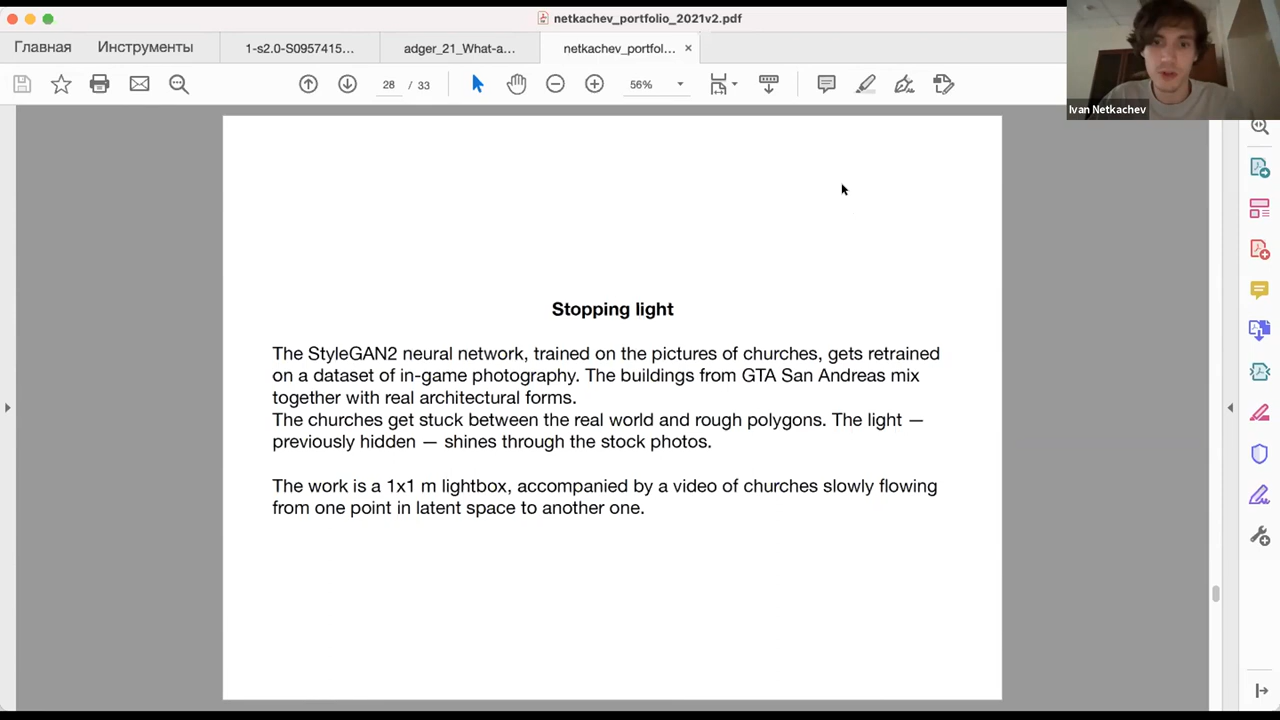 netkachev_portfolio_2021v2.pdf
Главная
Инструменты
1-s2.0-S0957415...
adger_21_What-a...
netkachev_portfol...
28 / 33
56%
Ivan Netkachev
Stopping light
The StyleGAN2 neural network, trained on the pictures of churches, gets retrained
on a dataset of in-game photography. The buildings from GTA San Andreas mix
together with real architectural forms.
The churches get stuck between the real world and rough polygons. The light —
previously hidden — shines through the stock photos.
The work is a 1x1 m lightbox, accompanied by a video of churches slowly flowing
from one point in latent space to another one.